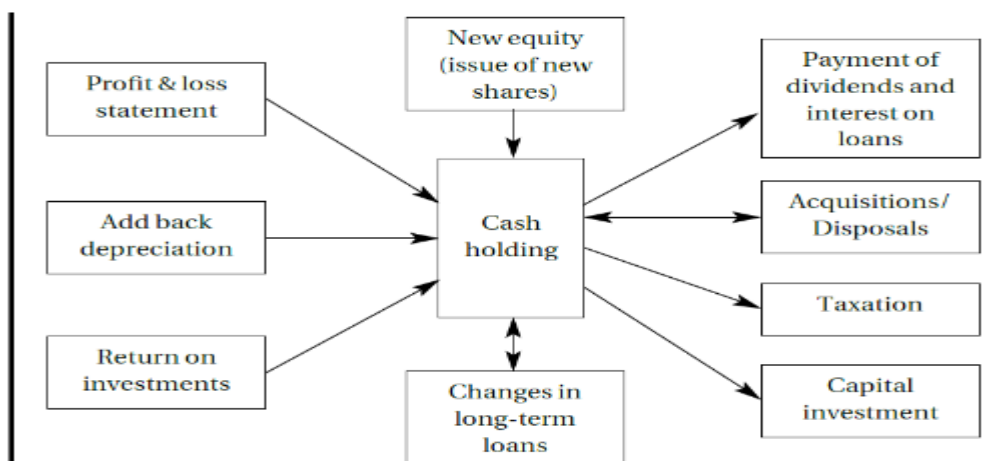 New equity
(issue of new
shares)
Profit & loss
statement
Payment of
dividends and
interest on
loans
Add back
depreciation
Cash
holding
Acquisitions/
Disposals
Taxation
Return on
investments
Changes in
long-term
loans
Capital
investment